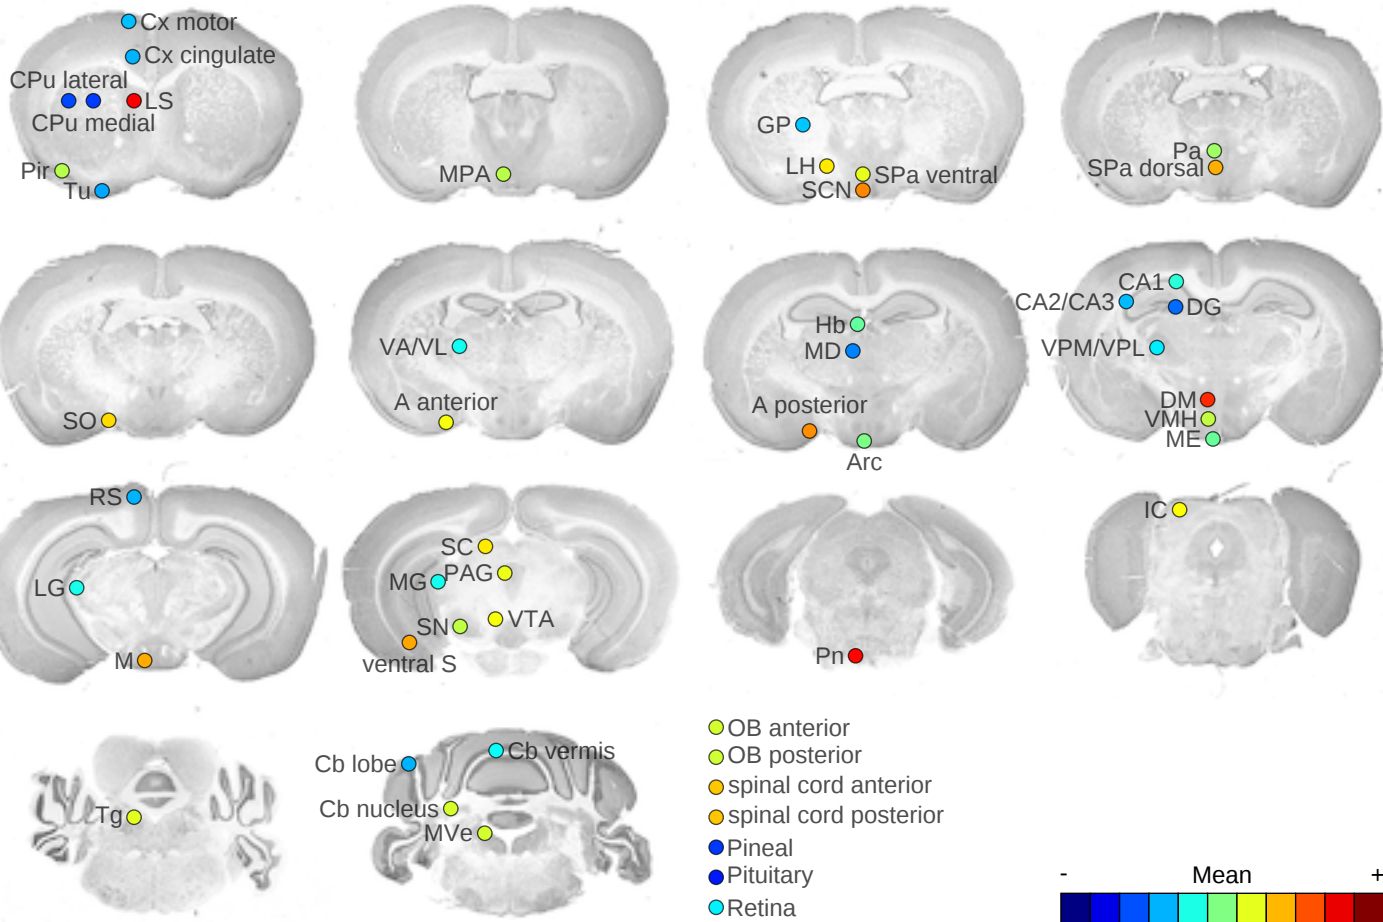 Cx motor
Cx cingulate
CPu lateral
LS
CPu medial
Pir
Tu
MPA
GP
LH
SPa ventral
SCN
Pa
SPa dorsal
SO
VA/VL
A anterior
Hb
MD
A posterior
Arc
CA1
CA2/CA3
DG
VPM/VPL
DM
VMH
ME
RS
LG
M
SC
MG
PAG
SN
VTA
ventral S
Pn
IC
Tg
Cb lobe
Cb vermis
Cb nucleus
MVe
OB anterior
OB posterior
spinal cord anterior
spinal cord posterior
Pineal
Pituitary
Retina
- Mean +